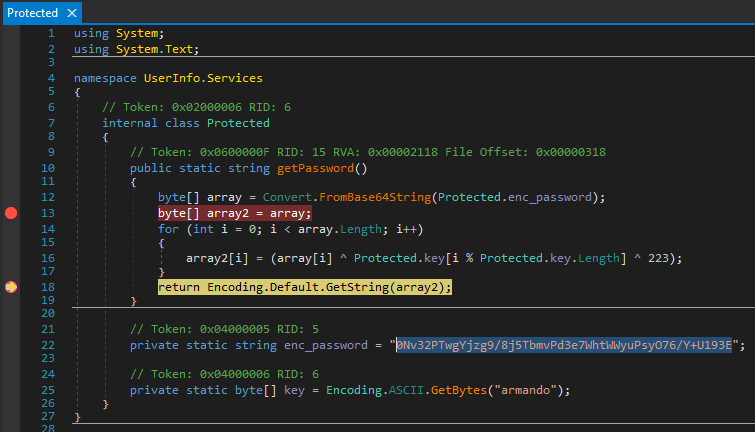 Protected ×
1 using System;
2 using System.Text;
3
4 namespace UserInfo.Services
5 {
6 // Token: 0x02000006 RID: 6
7 internal class Protected
8 {
9 // Token: 0x0600000F RID: 15 RVA: 0x00002118 File Offset: 0x00000318
10 public static string getPassword()
11 {
12 byte[] array = Convert.FromBase64String(Protected.enc_password);
13 byte[] array2 = array;
14 for (int i = 0; i < array.Length; i++)
15 {
16 array2[i] = (array[i] ^ Protected.key[i % Protected.key.Length] ^ 223);
17 }
18 return Encoding.Default.GetString(array2);
19 }
20
21 // Token: 0x04000005 RID: 5
22 private static string enc_password = "0Nv32PTwgYjzg9/8j5TbmvPd3e7WhtWWyuPsyO76/Y+U193E";
23
24 // Token: 0x04000006 RID: 6
25 private static byte[] key = Encoding.ASCII.GetBytes("armando");
26 }
27 }
28